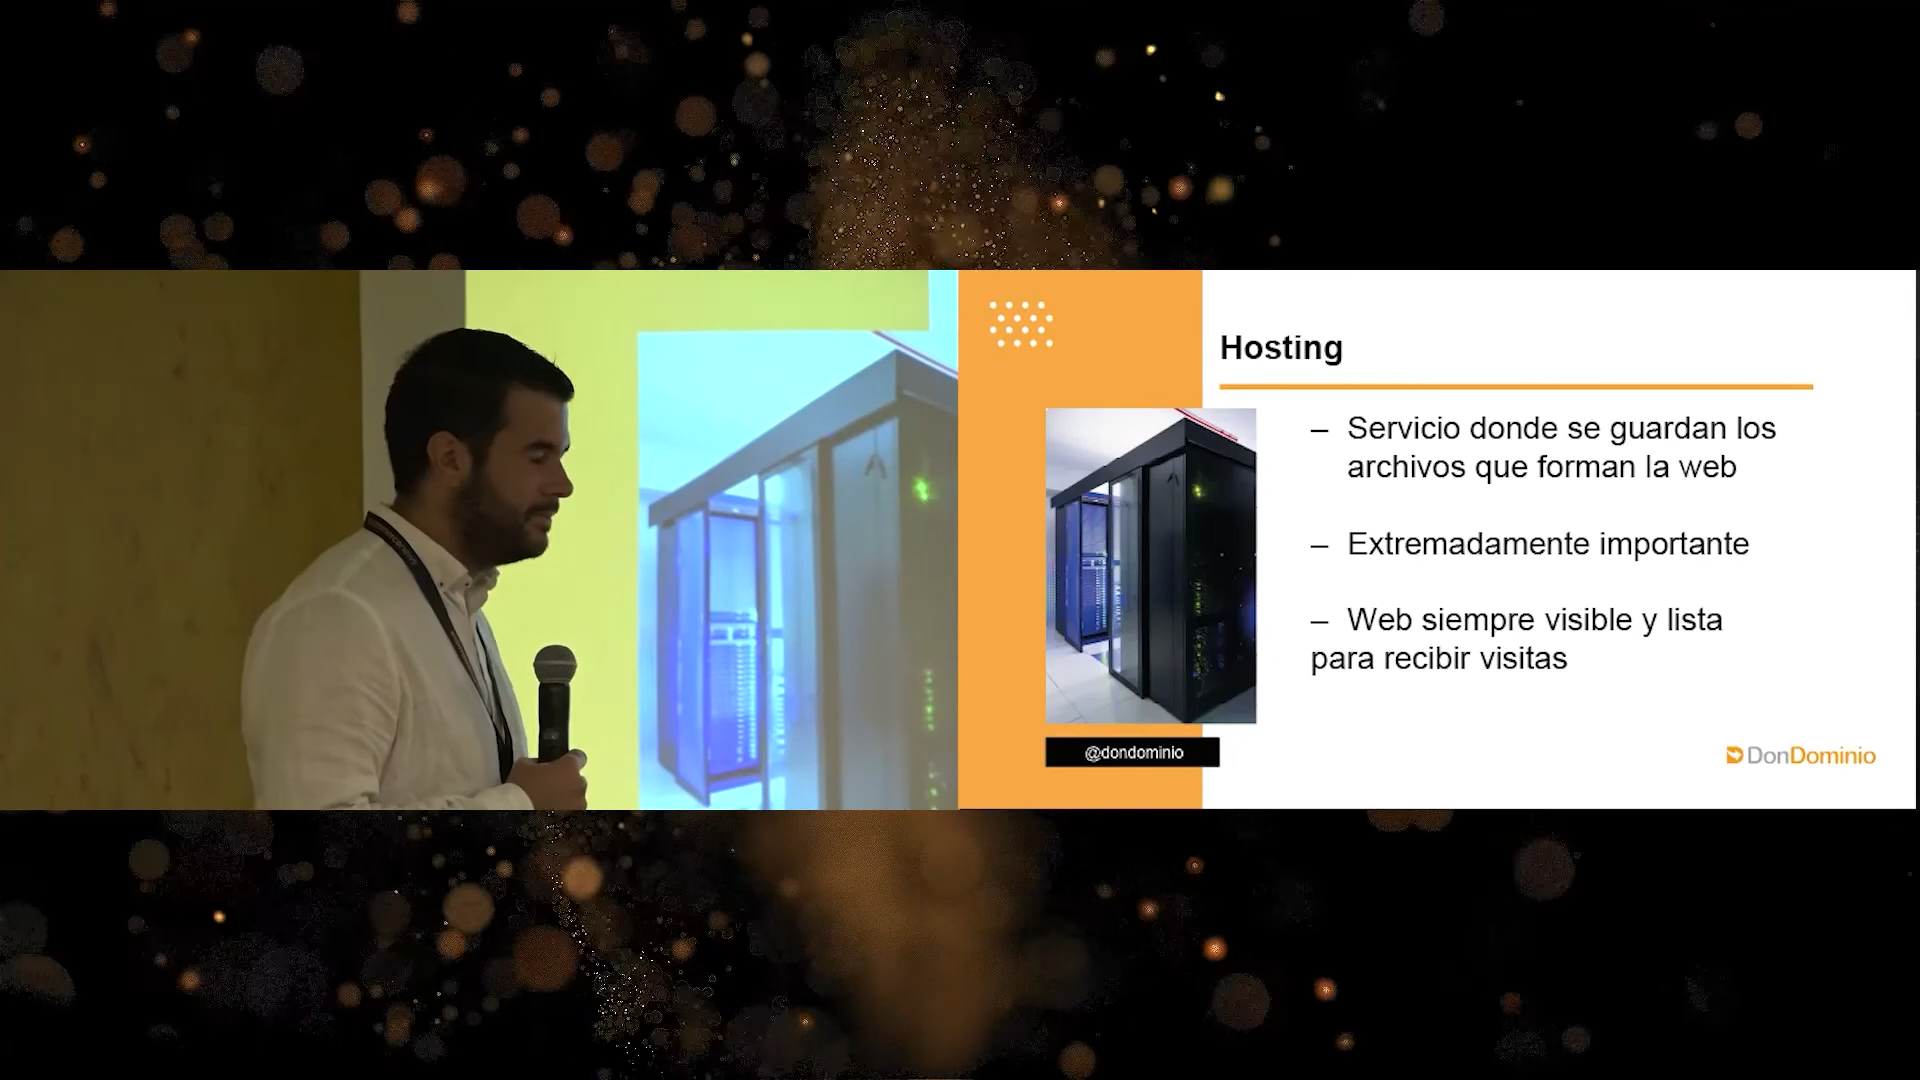 Hosting
– Servicio donde se guardan los
archivos que forman la web
– Extremadamente importante
– Web siempre visible y lista
para recibir visitas
@dondominio
DonDominio